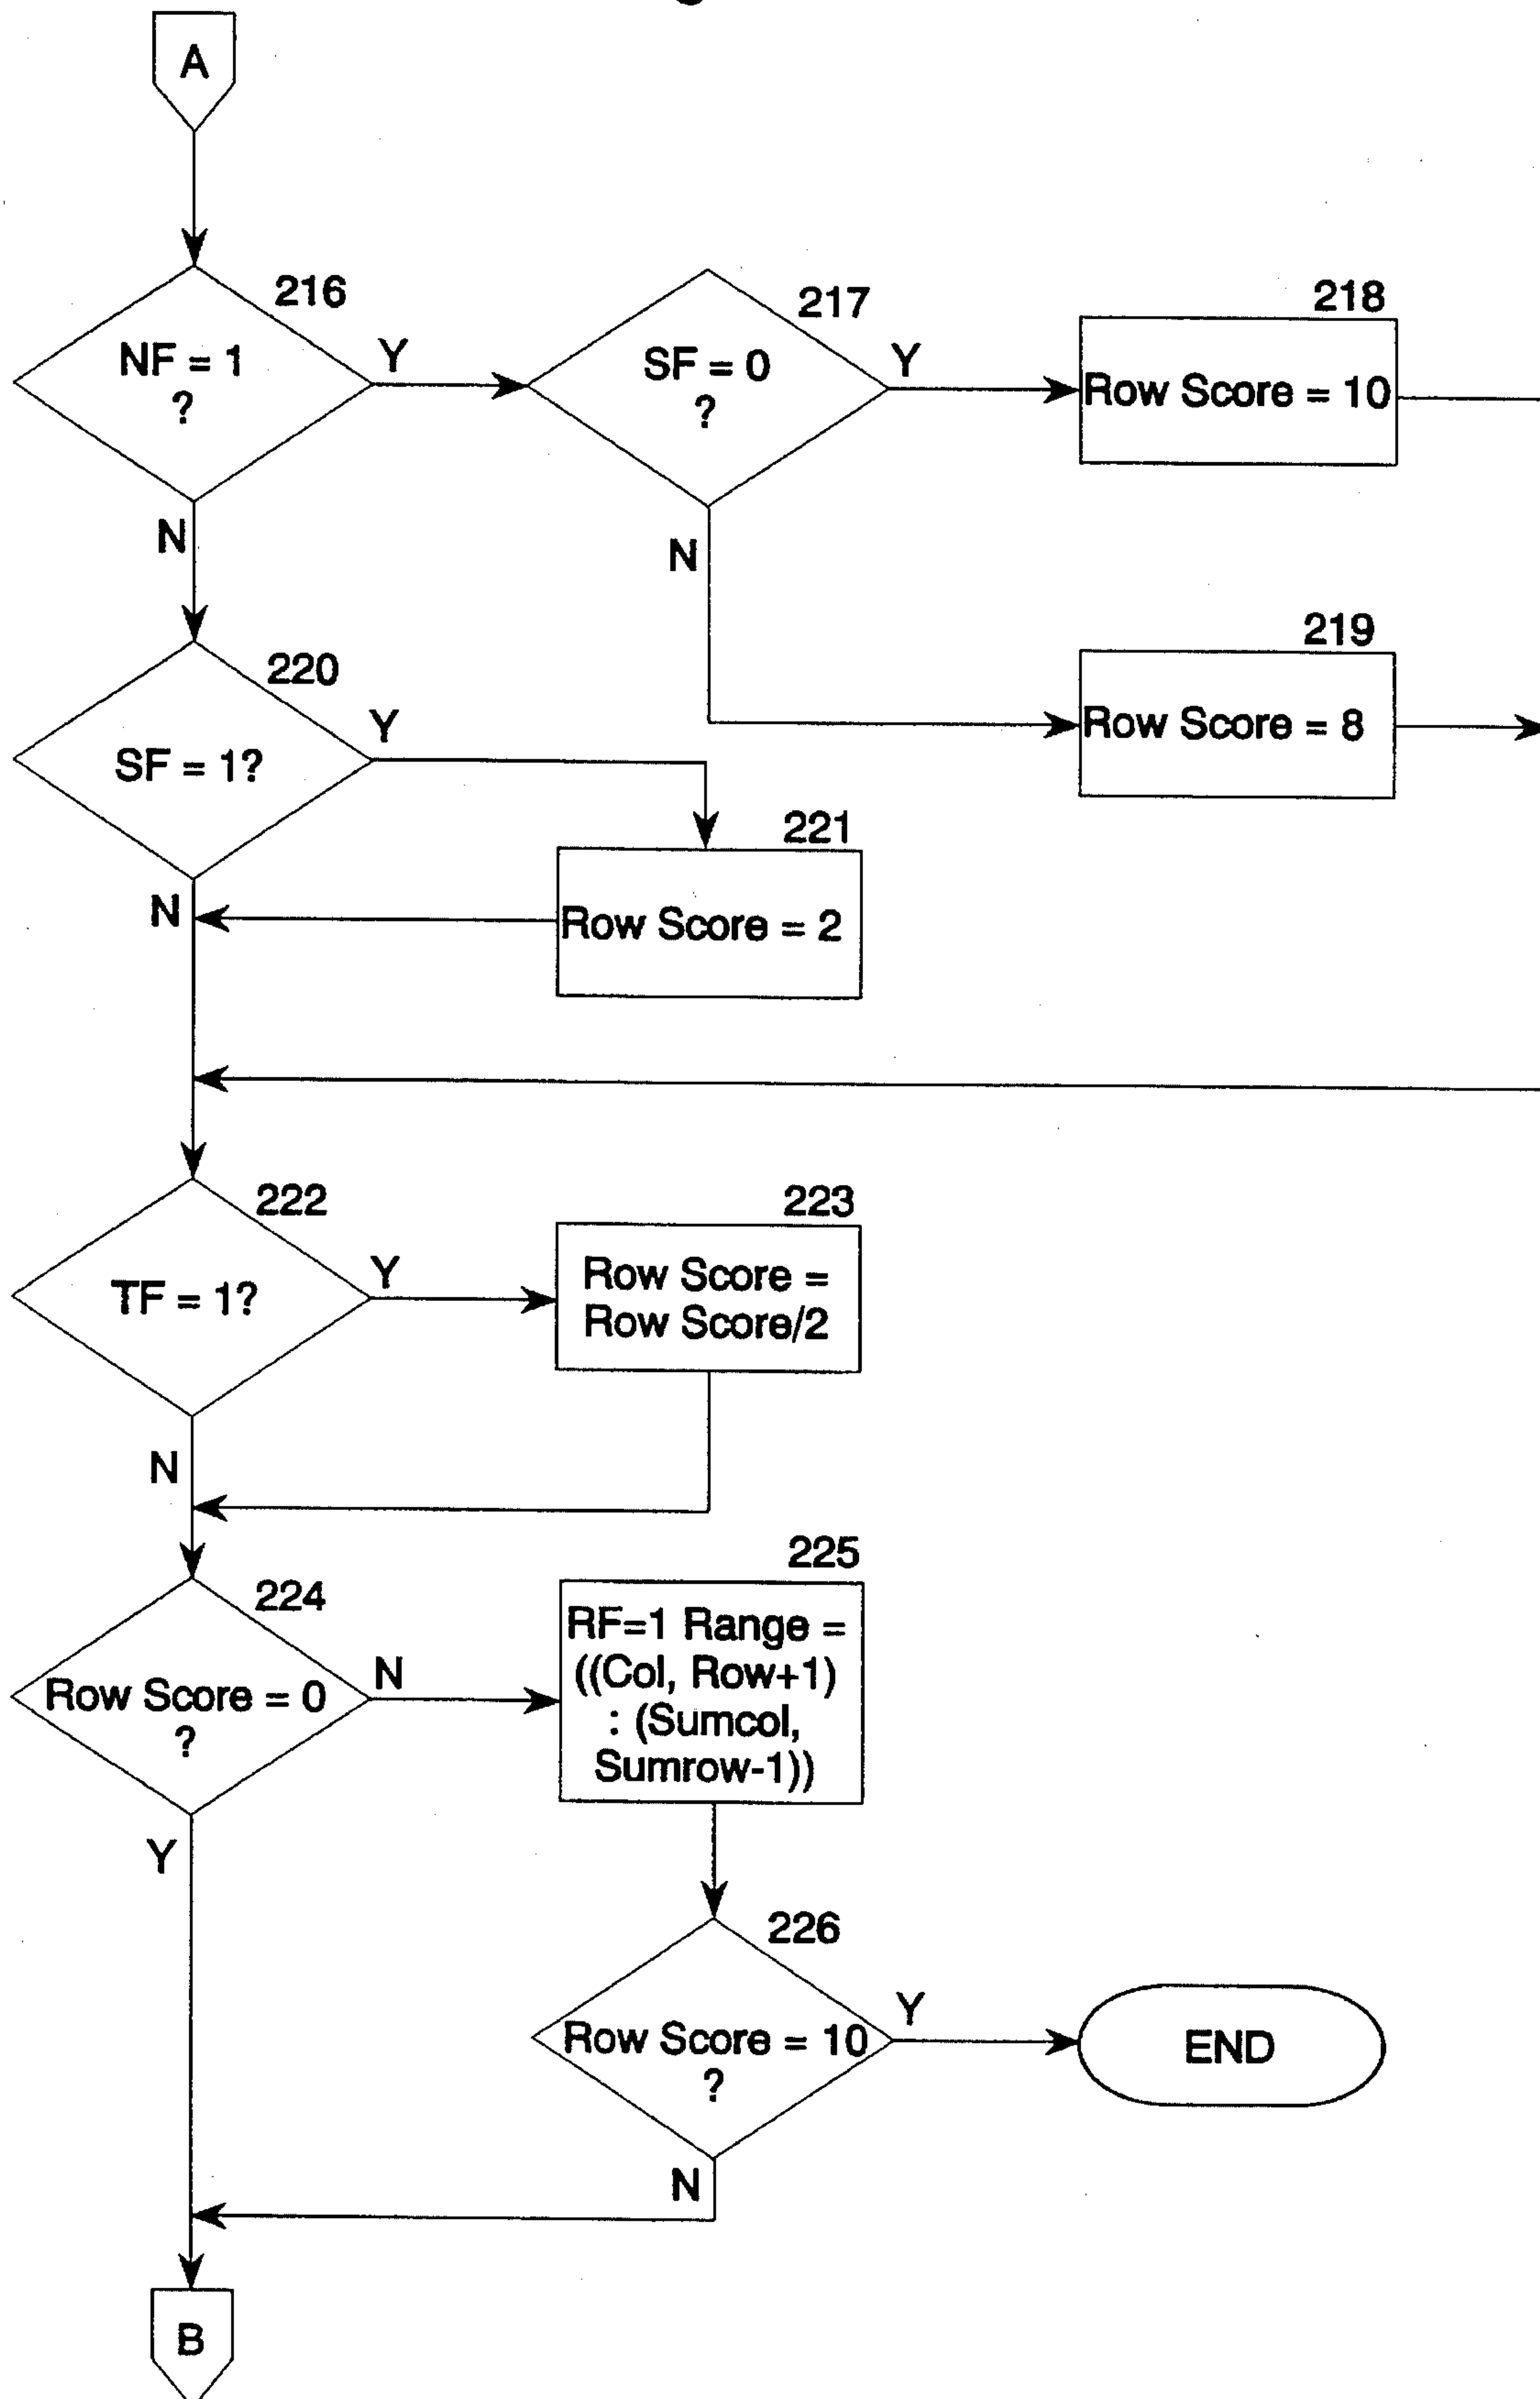 A
216
NF = 1
?
Y
N
217
SF = 0
?
Y
N
218
Row Score = 10
219
Row Score = 8
220
SF = 1?
Y
N
221
Row Score = 2
222
TF = 1?
Y
N
223
Row Score =
Row Score/2
224
Row Score = 0
?
N
Y
225
RF=1 Range =
((Col, Row+1)
: (Sumcol,
Sumrow-1))
226
Row Score = 10
?
Y
N
END
B